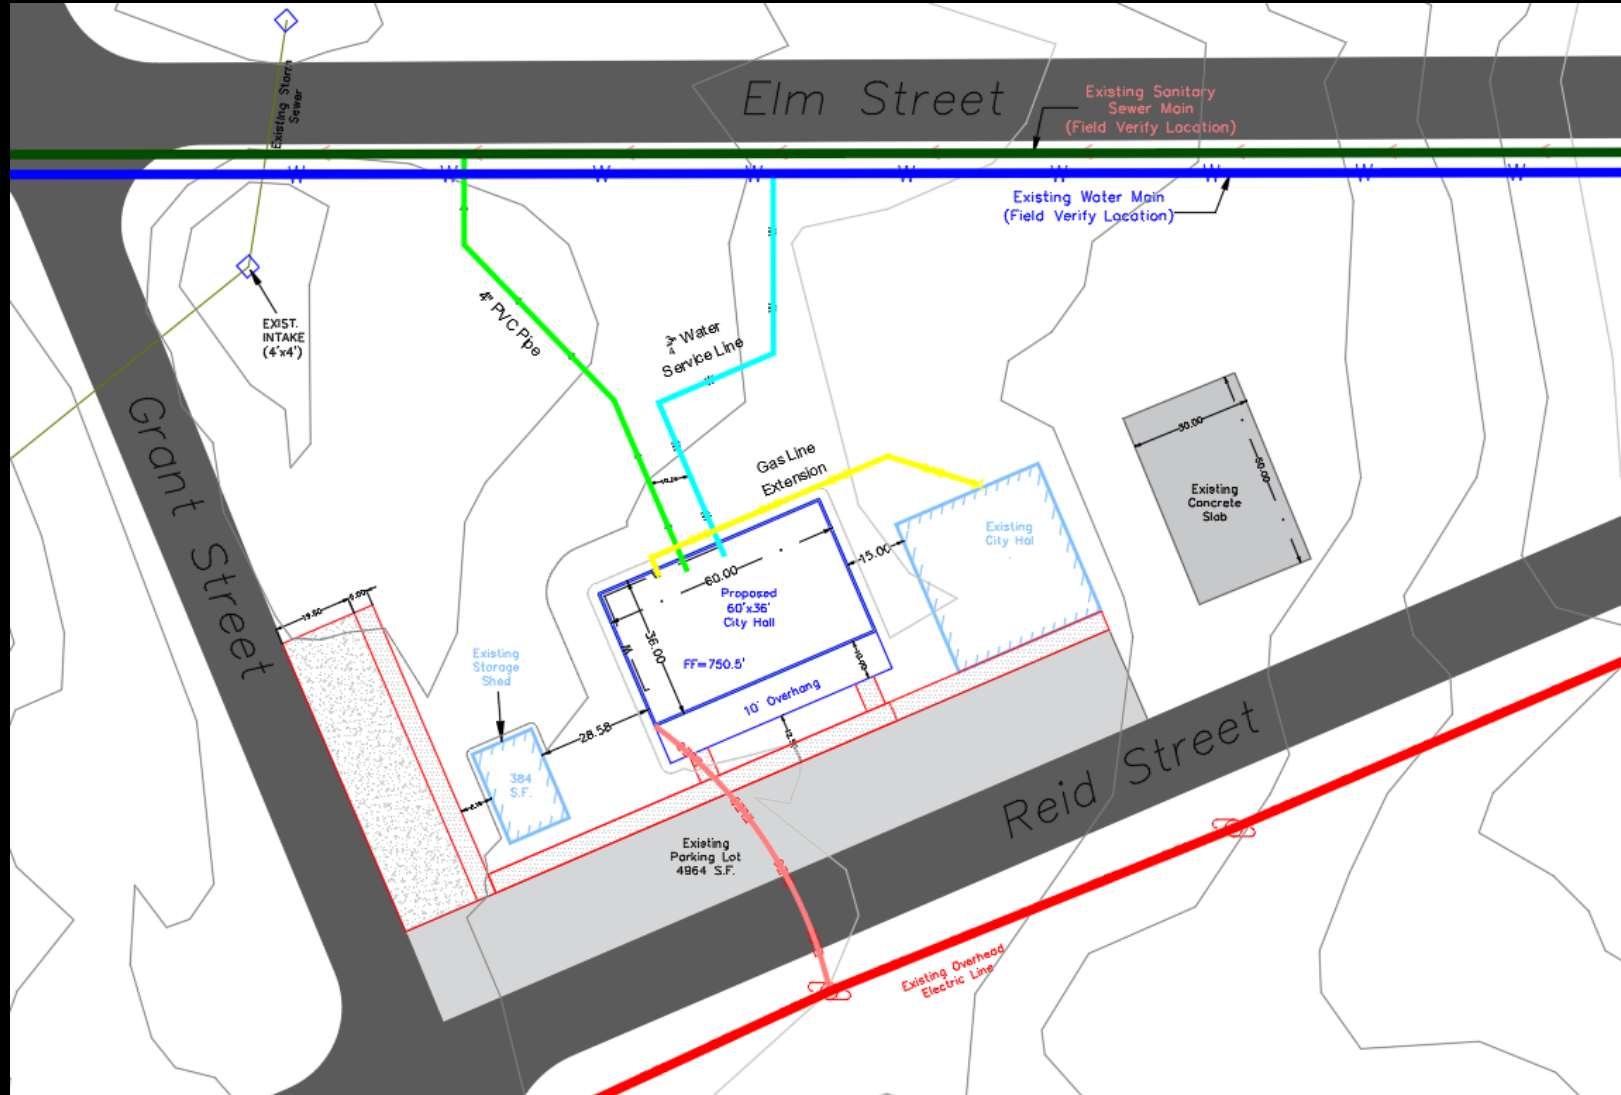 Existing Storm
Sewer
Elm Street
Existing Sanitary
Sewer Main
(Field Verify Location)
W W W W W W W W W
Existing Water Main
(Field Verify Location)
EXIST.
INTAKE
(4'x4')
4" PVC Pipe
3/4" Water
Service Line
Grant Street
Gas Line
Extension
30.00
50.00
Existing
Concrete
Slab
Existing
City Hal
15.00
60.00
Proposed
60'x36'
City Hall
36.00
FF=750.5'
10' Overhang
10.00
19.50
Existing
Storage
Shed
28.58
384
S.F.
Existing
Parking Lot
4964 S.F.
Reid Street
Existing Overhead
Electric Line